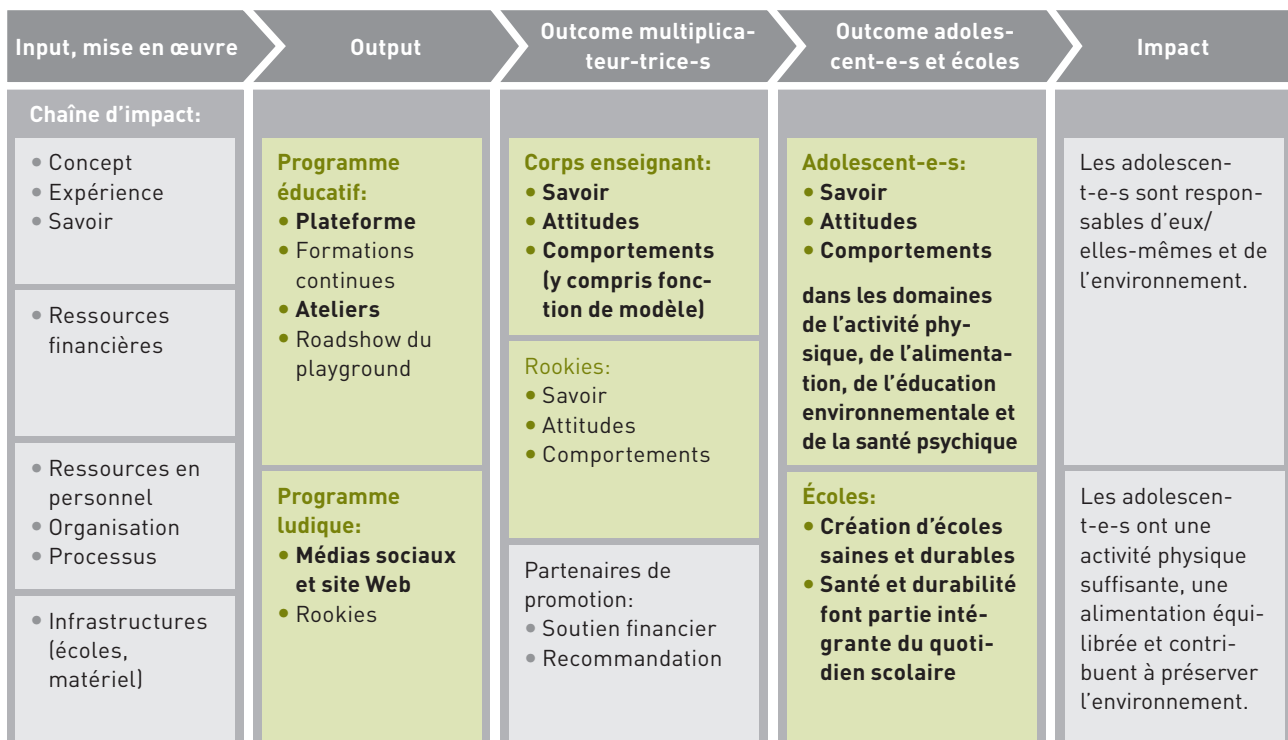 Input, mise en œuvre
Output
Outcome multiplica-
teur-trice-s
Outcome adoles-
cent-e-s et écoles
Impact
Chaîne d'impact:
• Concept
• Expérience
• Savoir
• Ressources
financières
• Ressources en
personnel
• Organisation
• Processus
• Infrastructures
(écoles,
matériel)
Programme
éducatif:
• Plateforme
• Formations
continues
• Ateliers
• Roadshow du
playground
Programme
ludique:
• Médias sociaux
et site Web
• Rookies
Corps enseignant:
• Savoir
• Attitudes
• Comportements
(y compris fonc-
tion de modèle)
Rookies:
• Savoir
• Attitudes
• Comportements
Partenaires de
promotion:
• Soutien financier
• Recommandation
Adolescent-e-s:
• Savoir
• Attitudes
• Comportements
dans les domaines
de l'activité phy-
sique, de l'alimenta-
tion, de l'éducation
environnementale et
de la santé psychique
Écoles:
• Création d'écoles
saines et durables
• Santé et durabilité
font partie inté-
grante du quoti-
dien scolaire
Les adolescen-
t-e-s sont respon-
sables d'eux/
elles-mêmes et de
l'environnement.
Les adolescen-
t-e-s ont une
activité physique
suffisante, une
alimentation équi-
librée et contri-
buent à préserver
l'environnement.